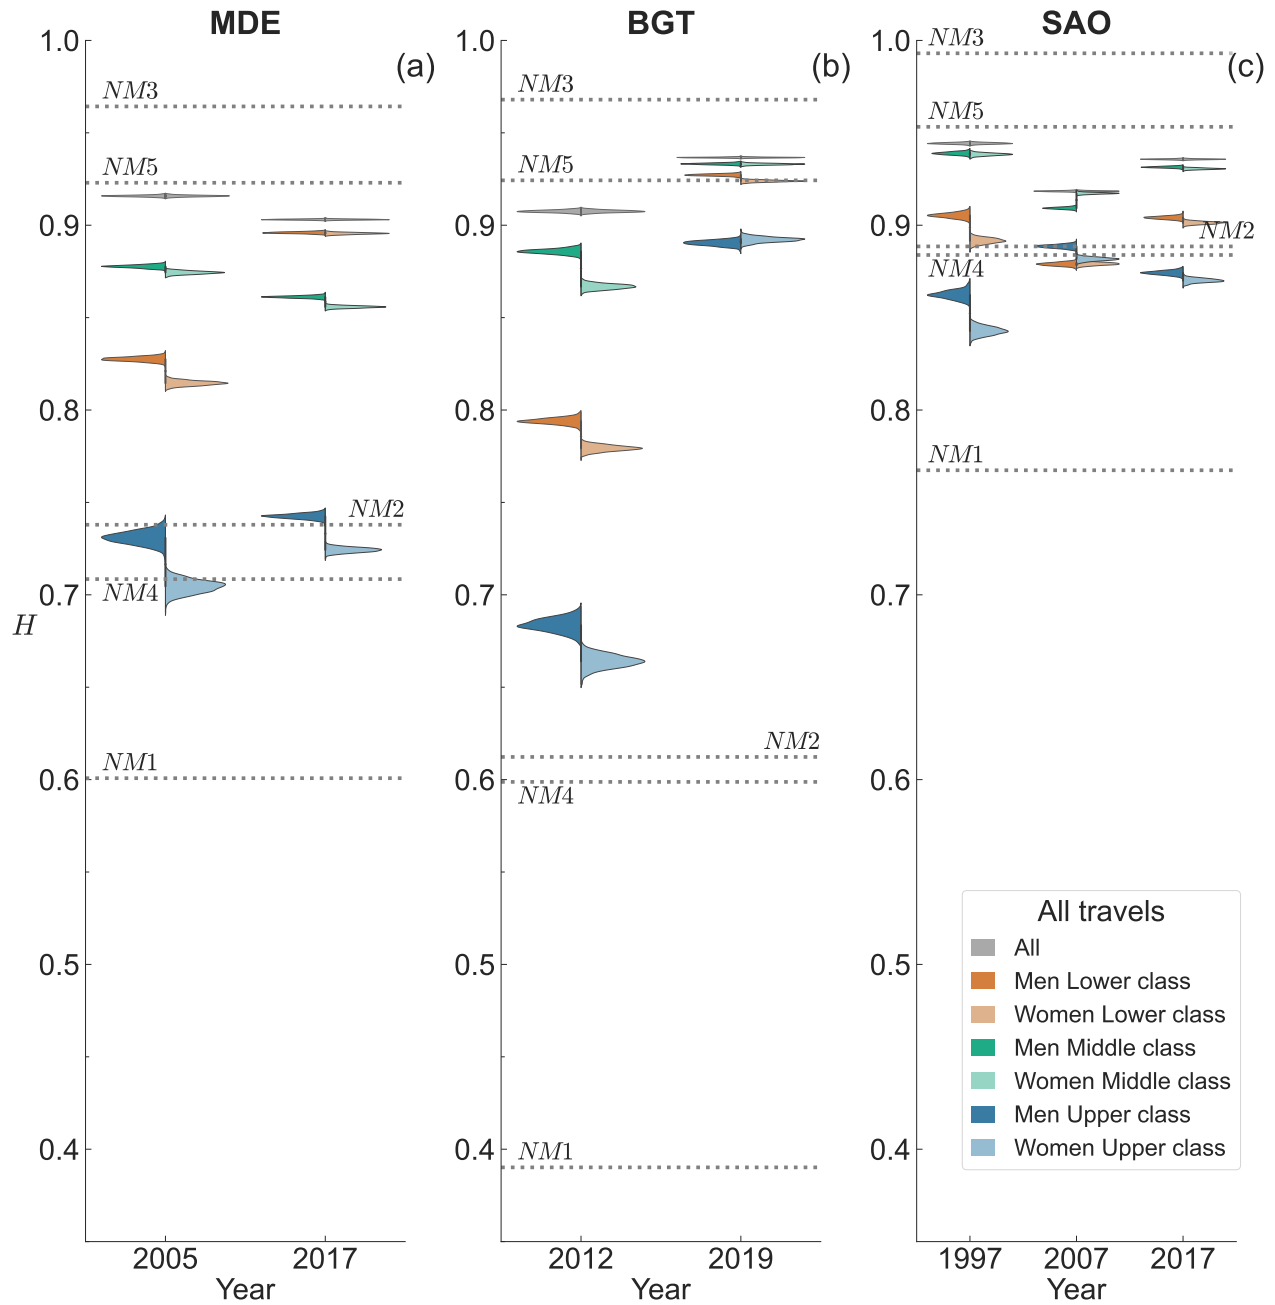 MDE
BGT
SAO
(a)
(b)
(c)
1.0
0.9
0.8
0.7
0.6
0.5
0.4
H
NM3
NM5
NM2
NM4
NM1
2005
2017
Year
1.0
0.9
0.8
0.7
0.6
0.5
0.4
NM3
NM5
NM2
NM4
NM1
2012
2019
Year
1.0
0.9
0.8
0.7
0.6
0.5
0.4
NM3
NM5
NM2
NM4
NM1
All travels
All
Men Lower class
Women Lower class
Men Middle class
Women Middle class
Men Upper class
Women Upper class
1997
2007
2017
Year